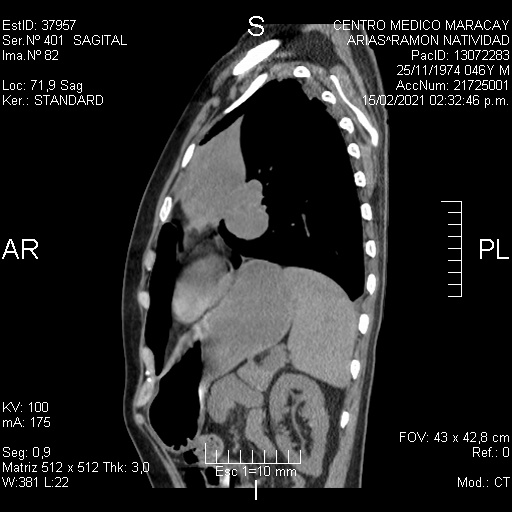 EstID: 37957
Ser.Nº 401 SAGITAL
Ima.Nº 82
Loc: 71,9 Sag
Ker.: STANDARD
S
CENTRO MEDICO MARACAY
ARIAS^RAMON NATIVIDAD
PacID: 13072283
25/11/1974 046Y M
AccNum: 21725001
15/02/2021 02:32:46 p.m.
AR
PL
KV: 100
mA: 175
Seg: 0,9
Matriz 512 x 512 Thk: 3,0
W:381 L:22
Esc 1=10 mm
I
FOV: 43 x 42,8 cm
Ref.: 0
Mod.: CT